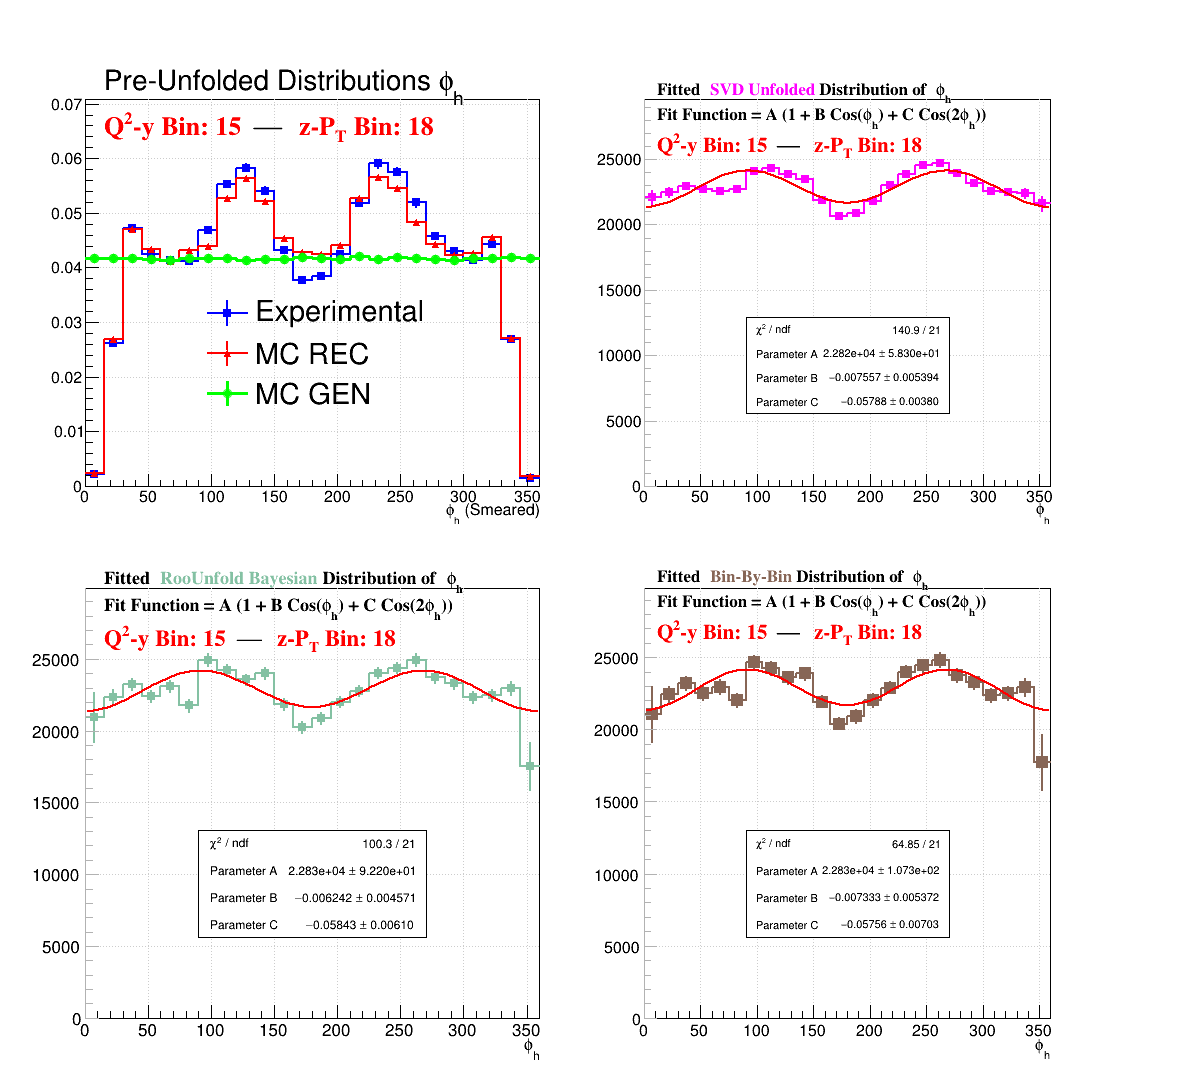 Pre-Unfolded Distributions ϕh
Q²-y Bin: 15 — z-PT Bin: 18
0.07
0.06
0.05
0.04
0.03
0.02
0.01
0
Experimental
MC REC
MC GEN
0 50 100 150 200 250 300 350
ϕh (Smeared)
Fitted SVD Unfolded Distribution of ϕh
Fit Function = A (1 + B Cos(ϕh) + C Cos(2ϕh))
Q²-y Bin: 15 — z-PT Bin: 18
25000
20000
15000
10000
5000
0
χ² / ndf 140.9 / 21
Parameter A 2.282e+04 ± 5.830e+01
Parameter B −0.007557 ± 0.005394
Parameter C −0.05788 ± 0.00380
0 50 100 150 200 250 300 350
ϕh
Fitted RooUnfold Bayesian Distribution of ϕh
Fit Function = A (1 + B Cos(ϕh) + C Cos(2ϕh))
Q²-y Bin: 15 — z-PT Bin: 18
25000
20000
15000
10000
5000
0
χ² / ndf 100.3 / 21
Parameter A 2.283e+04 ± 9.220e+01
Parameter B −0.006242 ± 0.004571
Parameter C −0.05843 ± 0.00610
0 50 100 150 200 250 300 350
ϕh
Fitted Bin-By-Bin Distribution of ϕh
Fit Function = A (1 + B Cos(ϕh) + C Cos(2ϕh))
Q²-y Bin: 15 — z-PT Bin: 18
25000
20000
15000
10000
5000
0
χ² / ndf 64.85 / 21
Parameter A 2.283e+04 ± 1.073e+02
Parameter B −0.007333 ± 0.005372
Parameter C −0.05756 ± 0.00703
0 50 100 150 200 250 300 350
ϕh